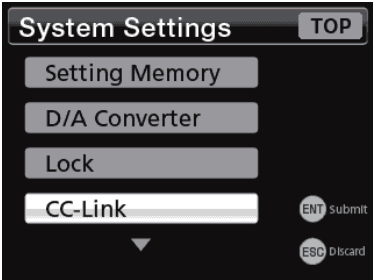 System Settings TOP
Setting Memory
D/A Converter
Lock
CC-Link
ENT Submit
ESC Discard